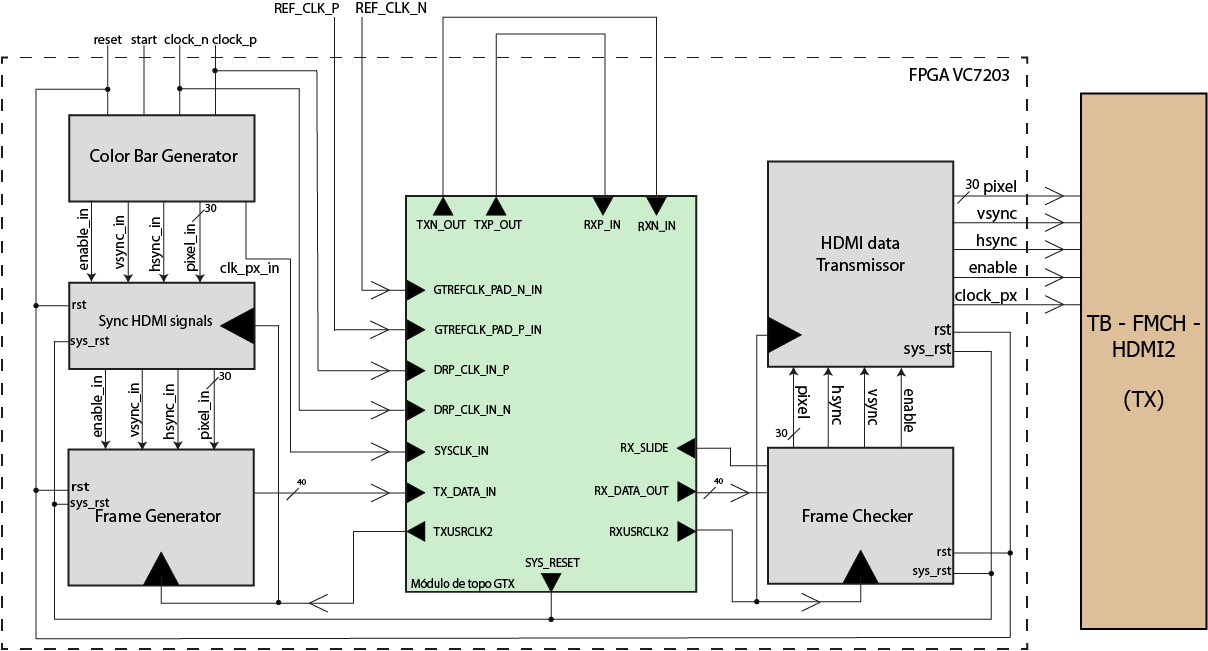 REF_CLK_P REF_CLK_N
reset start clock_n clock_p
FPGA VC7203
Color Bar Generator
enable_in
vsync_in
hsync_in
pixel_in
30
clk_px_in
rst
Sync HDMI signals
sys_rst
enable_in
vsync_in
hsync_in
pixel_in
30
rst
sys_rst
Frame Generator
40
TXN_OUT
TXP_OUT
RXP_IN
RXN_IN
GTREFCLK_PAD_N_IN
GTREFCLK_PAD_P_IN
DRP_CLK_IN_P
DRP_CLK_IN_N
SYSCLK_IN
TX_DATA_IN
TXUSRCLK2
RX_SLIDE
RX_DATA_OUT
RXUSRCLK2
SYS_RESET
Módulo de topo GTX
40
HDMI data
Transmissor
rst
sys_rst
30 pixel
vsync
hsync
enable
clock_px
pixel
hsync
vsync
enable
30
Frame Checker
rst
sys_rst
TB - FMCH -
HDMI2
(TX)